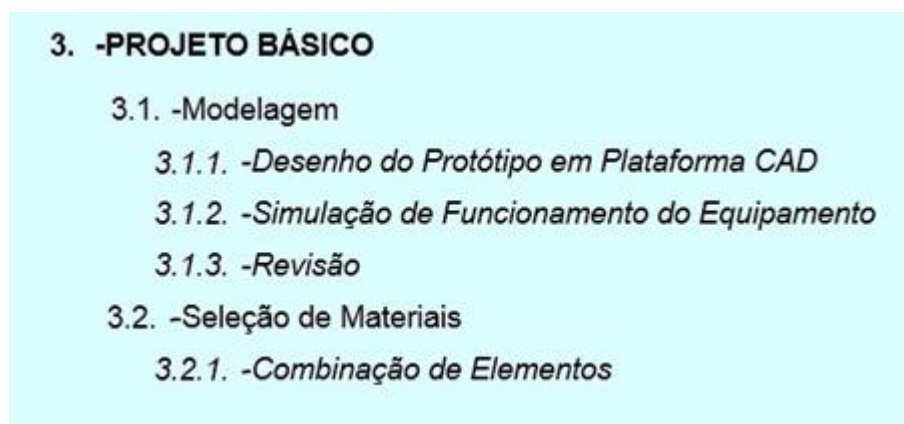 3. -PROJETO BÁSICO
3.1. -Modelagem
3.1.1. -Desenho do Protótipo em Plataforma CAD
3.1.2. -Simulação de Funcionamento do Equipamento
3.1.3. -Revisão
3.2. -Seleção de Materiais
3.2.1. -Combinação de Elementos